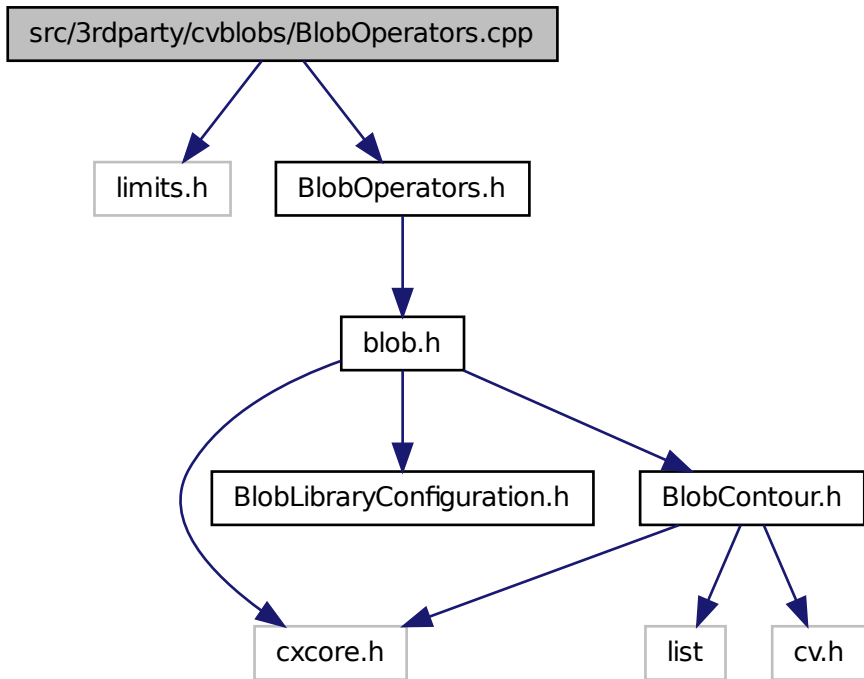 src/3rdparty/cvblobs/BlobOperators.cpp
limits.h
BlobOperators.h
blob.h
BlobLibraryConfiguration.h
BlobContour.h
cxcore.h
list
cv.h